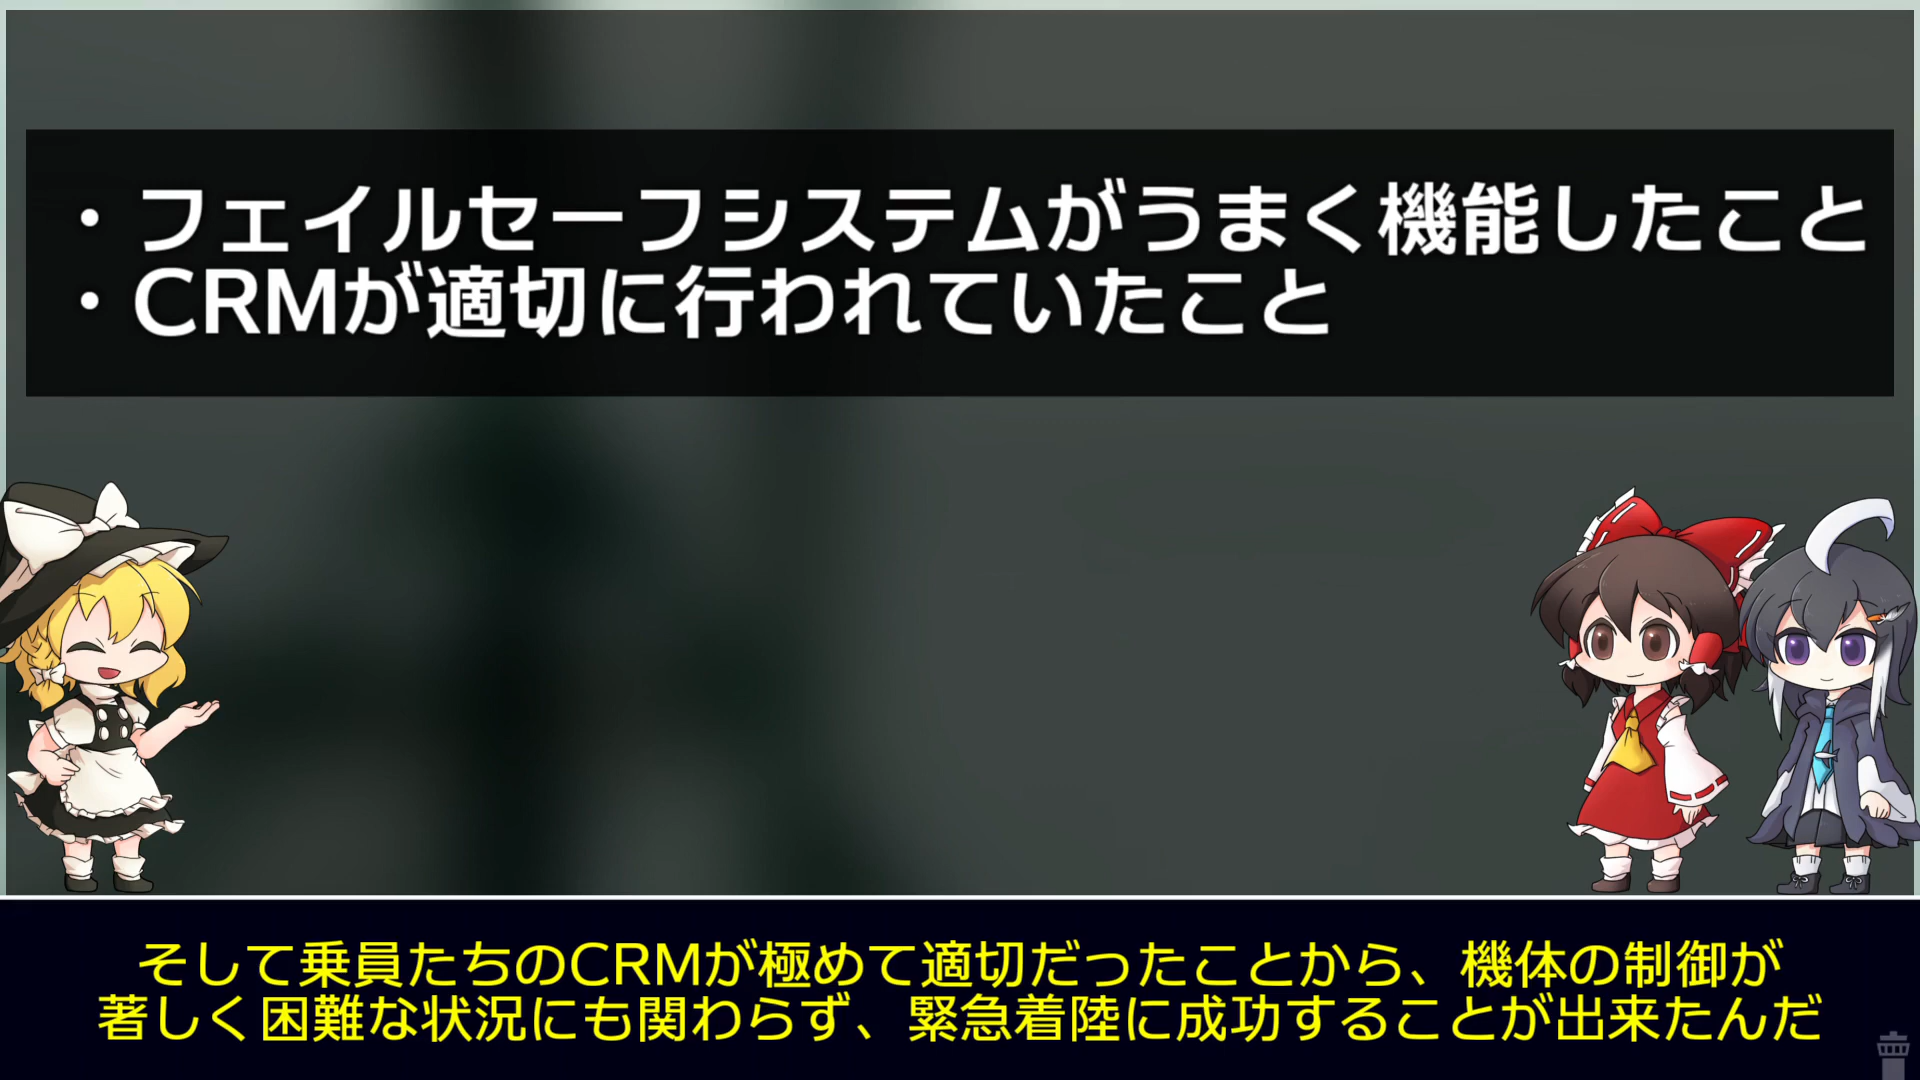 ・フェイルセーフシステムがうまく機能したこと
・CRMが適切に行われていたこと
そして乗員たちのCRMが極めて適切だったことから、機体の制御が
著しく困難な状況にも関わらず、緊急着陸に成功することが出来たんだ